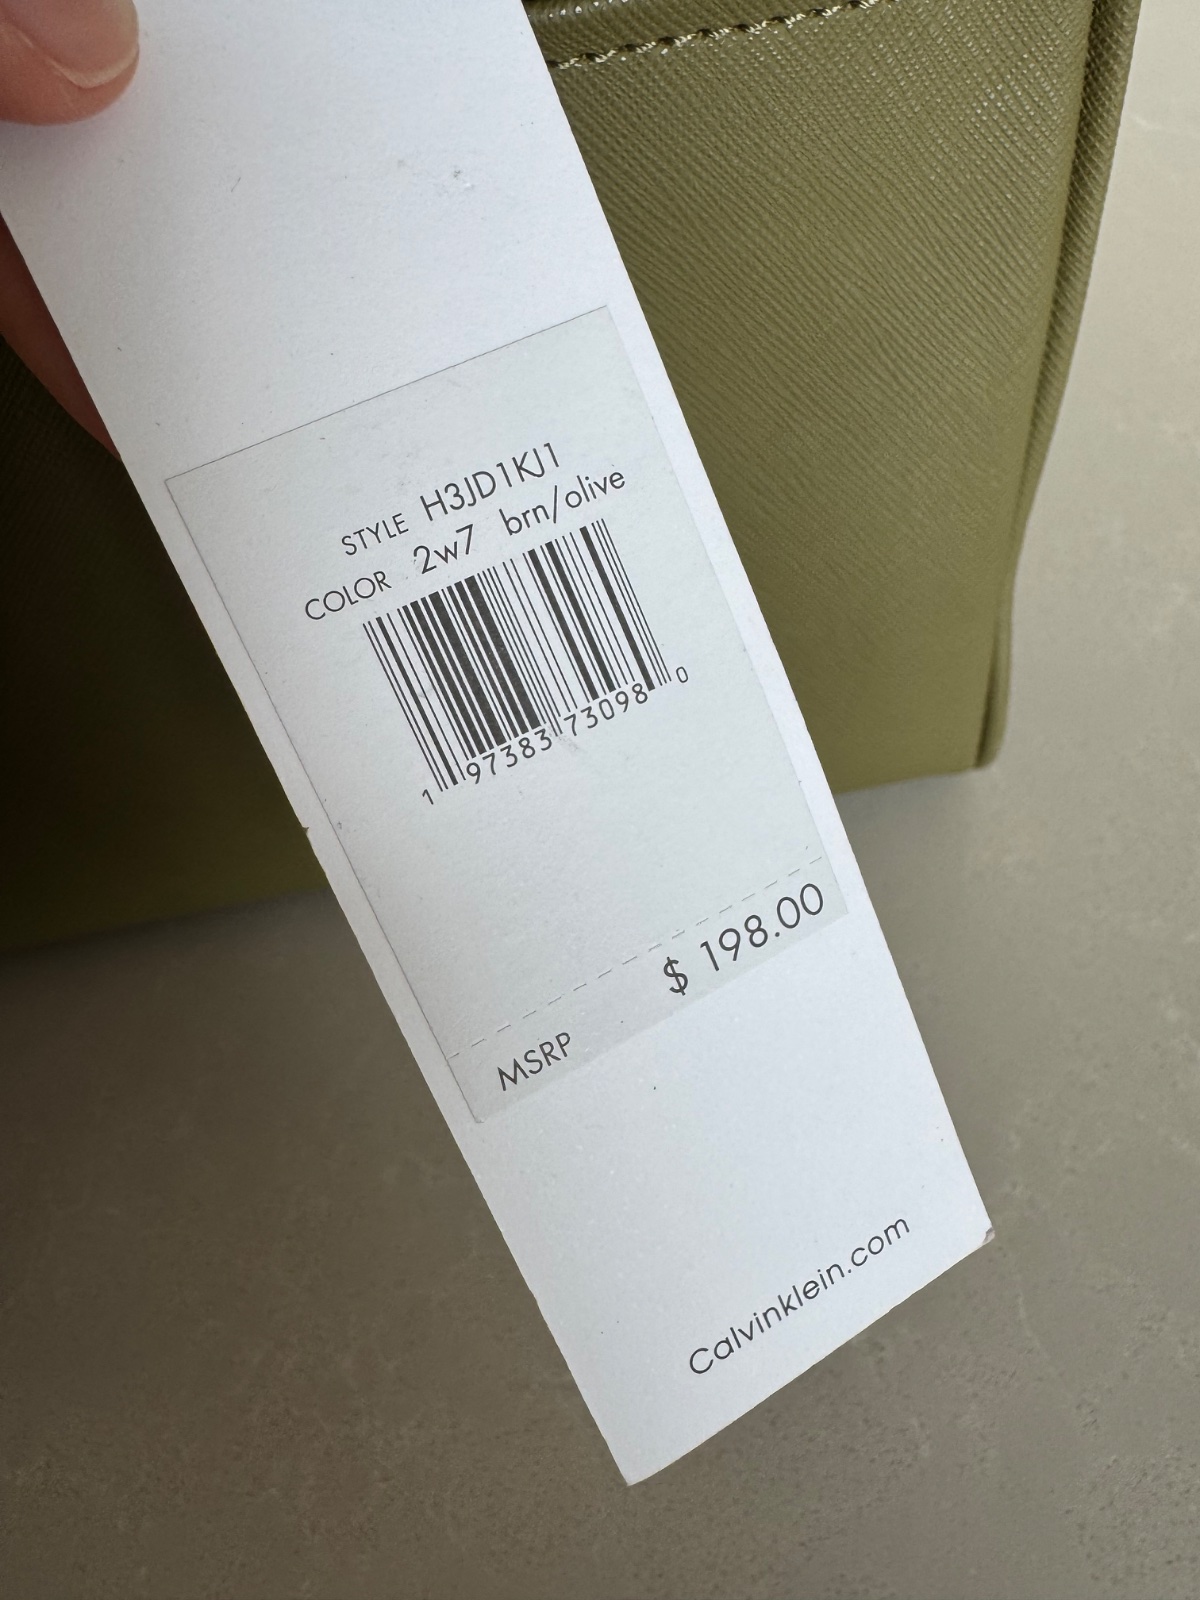 STYLE H3JD1KJ1
COLOR 2w7 brn/olive
1 97383 73098 0
MSRP $ 198.00
Calvinklein.com